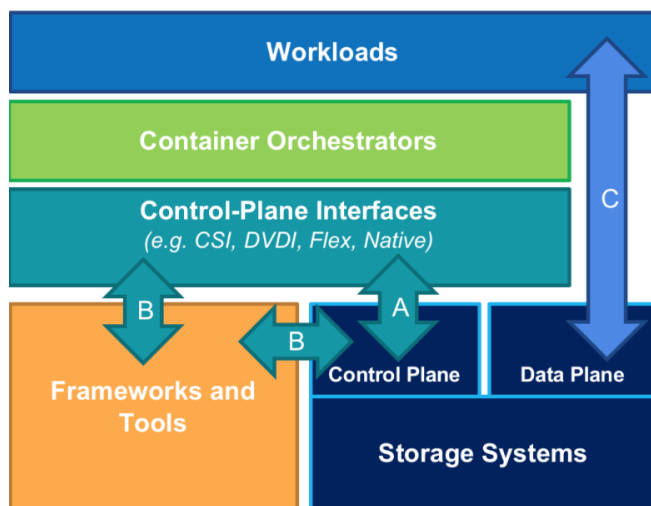 Workloads
Container Orchestrators
C
Control-Plane Interfaces
(e.g. CSI, DVDI, Flex, Native)
B
A
B
Control Plane
Data Plane
Frameworks and
Tools
Storage Systems